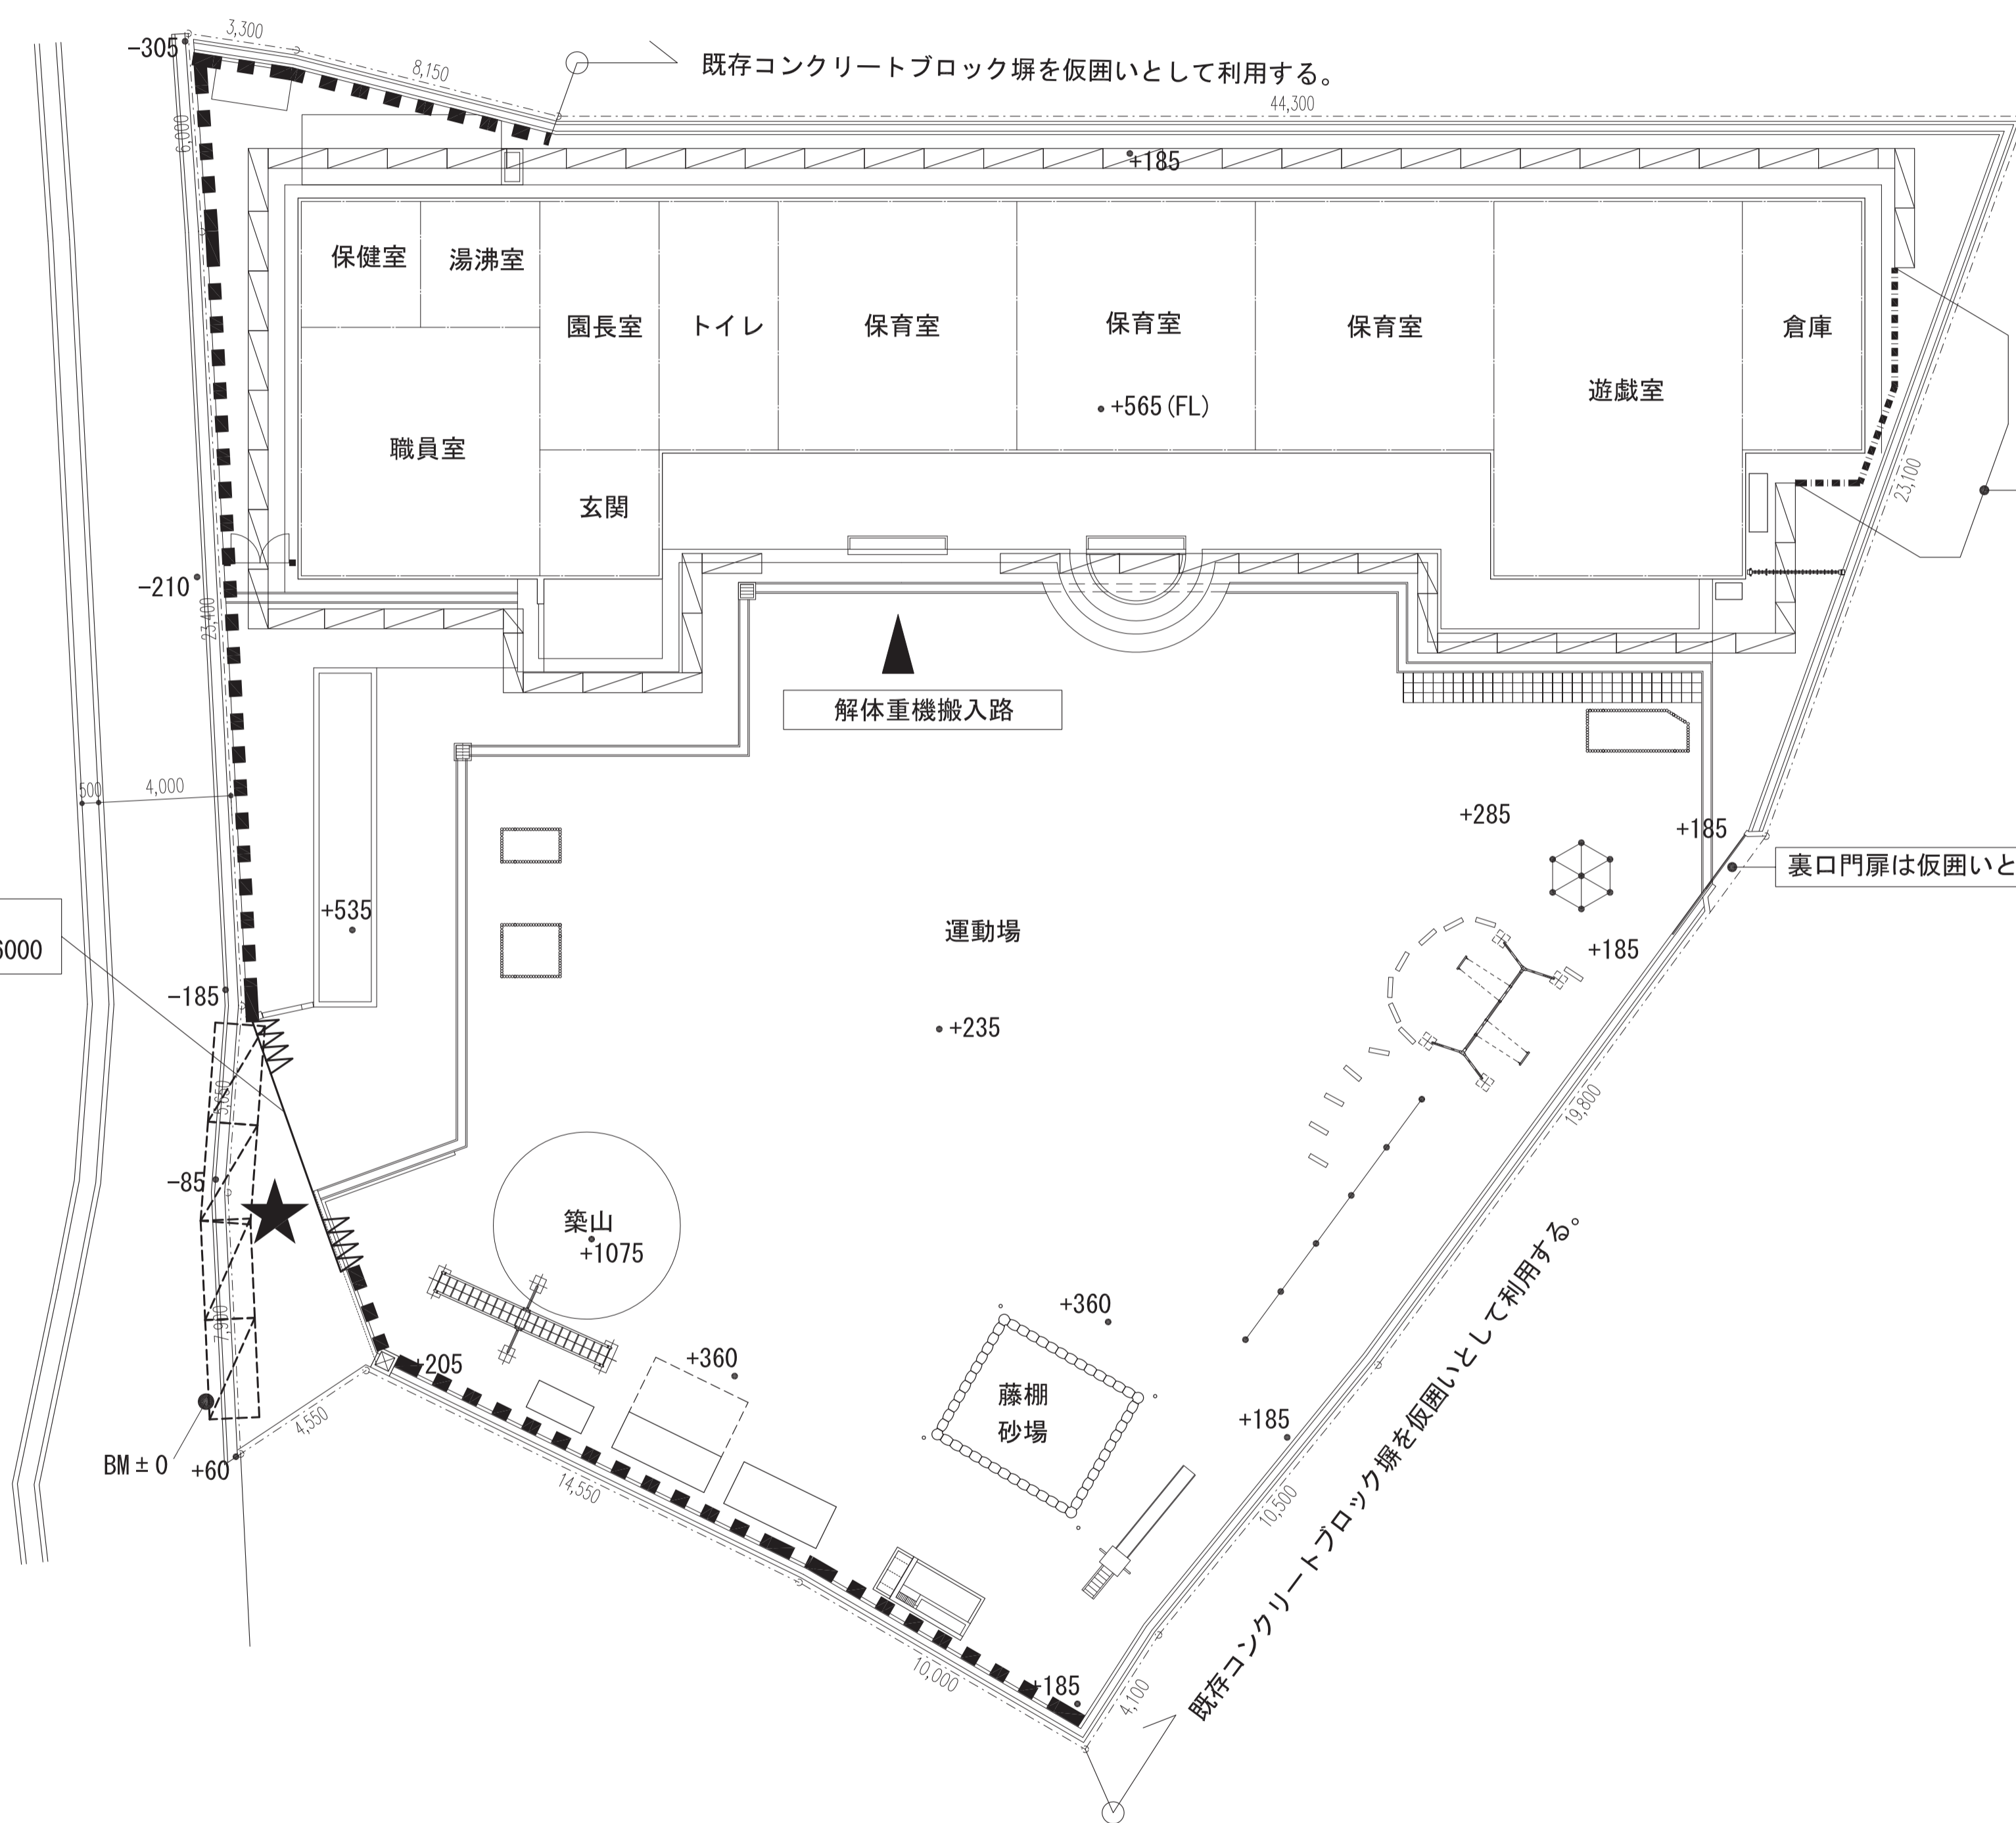 -305
3,300
8,150
既存コンクリートブロック塀を仮囲いとして利用する。
44,300
6,000
+185
保健室
湯沸室
園長室
トイレ
保育室
保育室
保育室
倉庫
遊戯室
+565(FL)
職員室
玄関
23,100
-210
23,400
解体重機搬入路
500
4,000
+285
+185
裏口門扉は仮囲いと
+535
6000
運動場
+185
-185
+235
5,650
19,800
-85
築山
+1075
7,950
+360
+360
+205
藤棚
砂場
+185
4,550
BM±0
+60
14,550
10,500
既存コンクリートブロック塀を仮囲いとして利用する。
10,000
+185
4,100